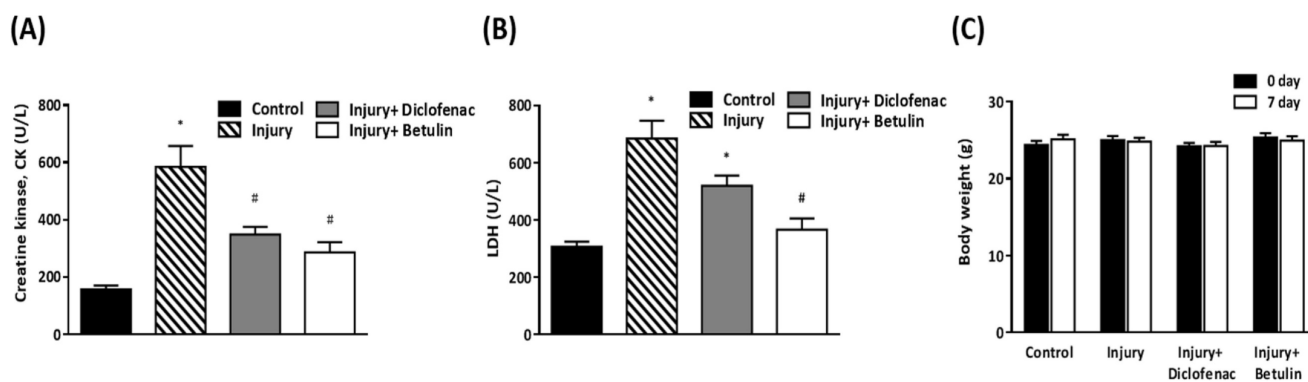 (A)
Creatine kinase, CK (U/L)
800
600
400
200
0
Control
Injury+ Diclofenac
Injury
Injury+ Betulin
*
#
#
(B)
LDH (U/L)
800
600
400
200
0
Control
Injury+ Diclofenac
Injury
Injury+ Betulin
*
*
#
(C)
0 day
7 day
Body weight (g)
30
20
10
0
Control
Injury
Injury+
Diclofenac
Injury+
Betulin